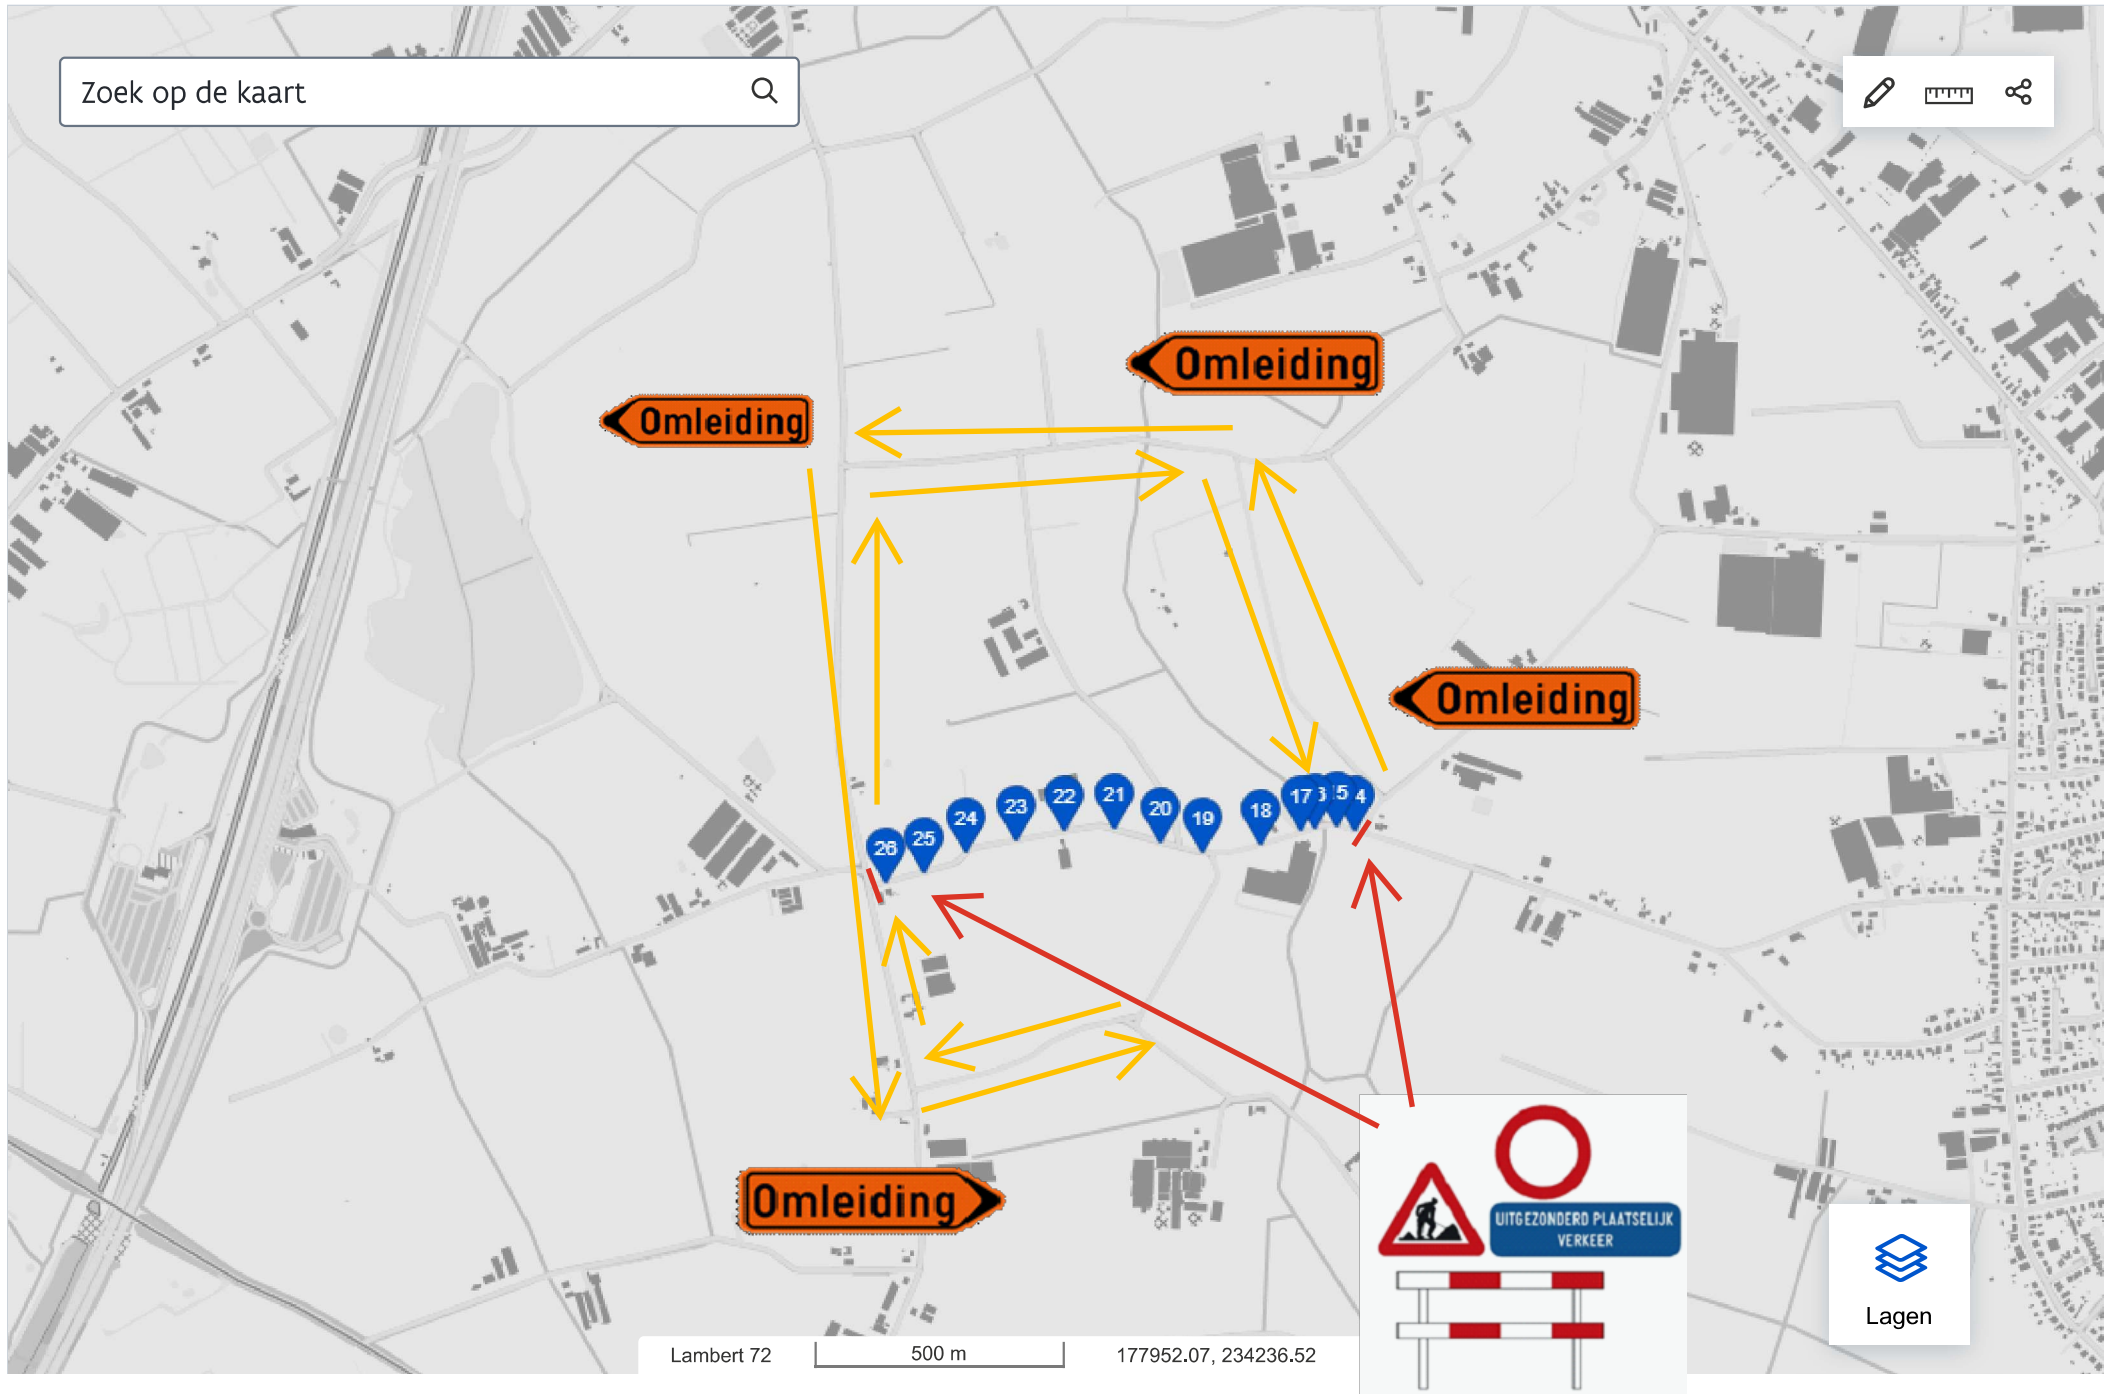 Zoek op de kaart
Omleiding
Omleiding
Omleiding
17 5 4
26 25 24 23 22 21 20 19 18
Omleiding
UITGEZONDERD PLAATSELIJK
VERKEER
Lagen
Lambert 72
500 m
177952.07, 234236.52